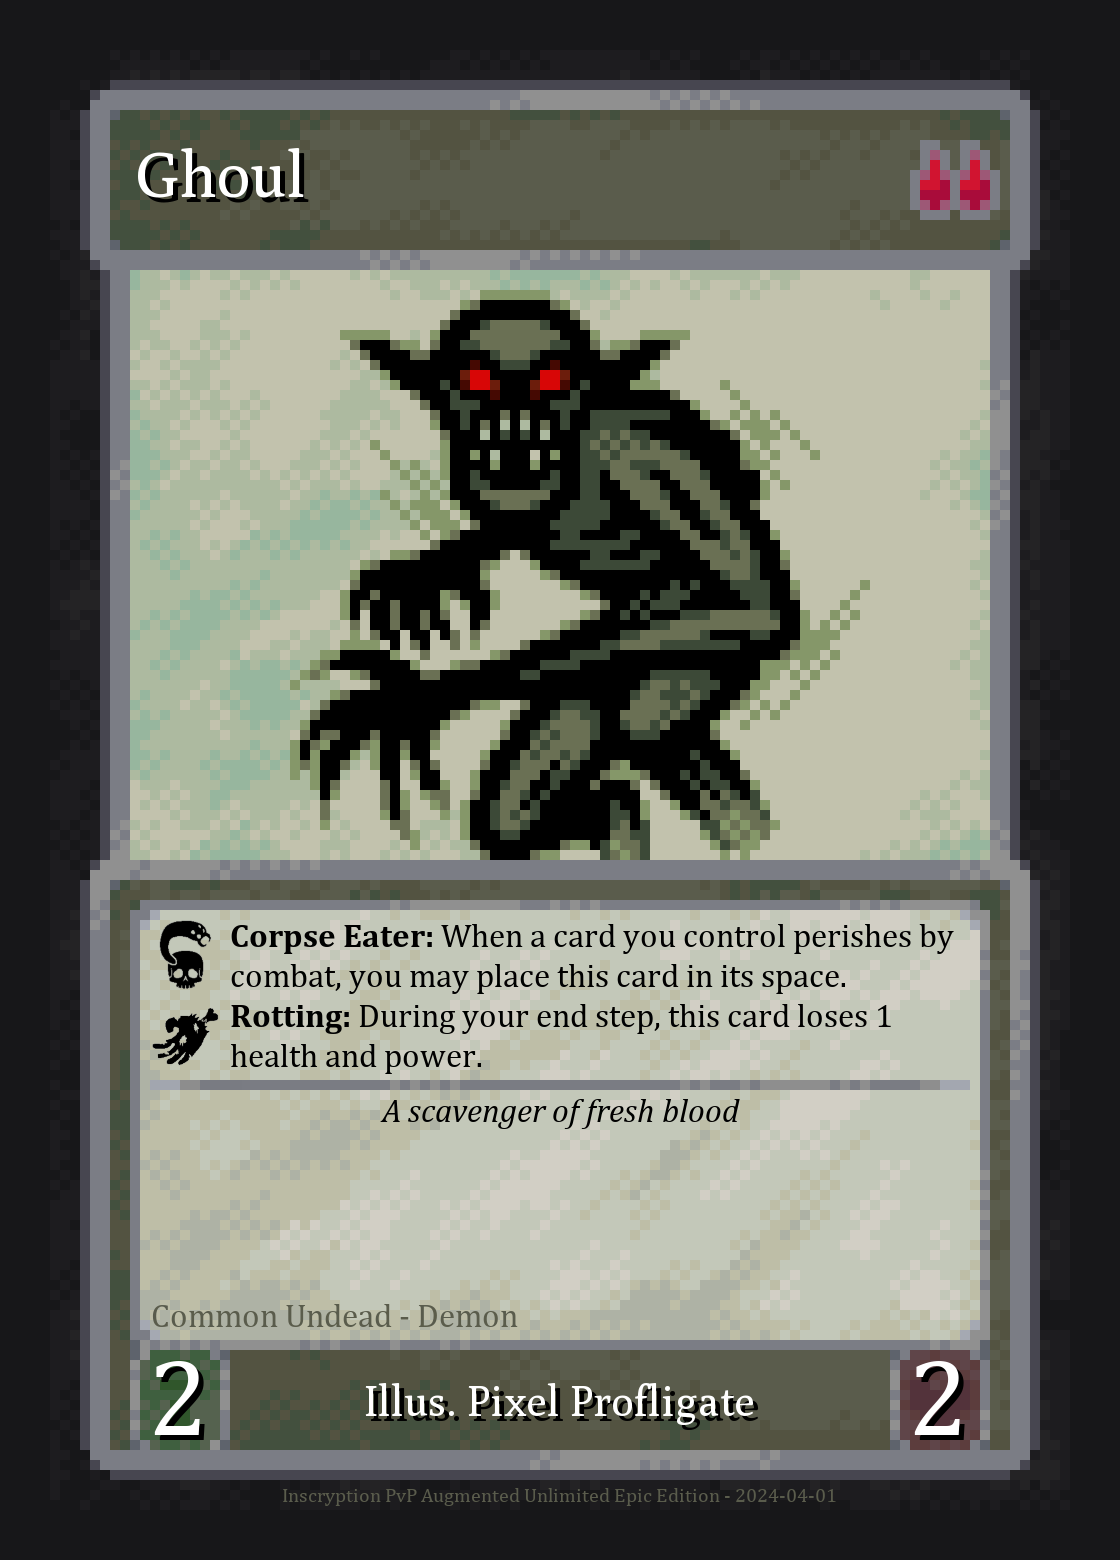 Ghoul
Corpse Eater: When a card you control perishes by
combat, you may place this card in its space.
Rotting: During your end step, this card loses 1
health and power.
A scavenger of fresh blood
Common Undead - Demon
2
Illus. Pixel Profligate
2
Inscryption PvP Augmented Unlimited Epic Edition - 2024-04-01